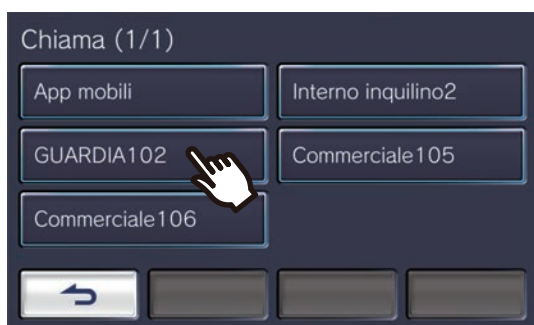 Chiama (1/1)
App mobili
Interno inquilino2
GUARDIA102
Commerciale105
Commerciale106